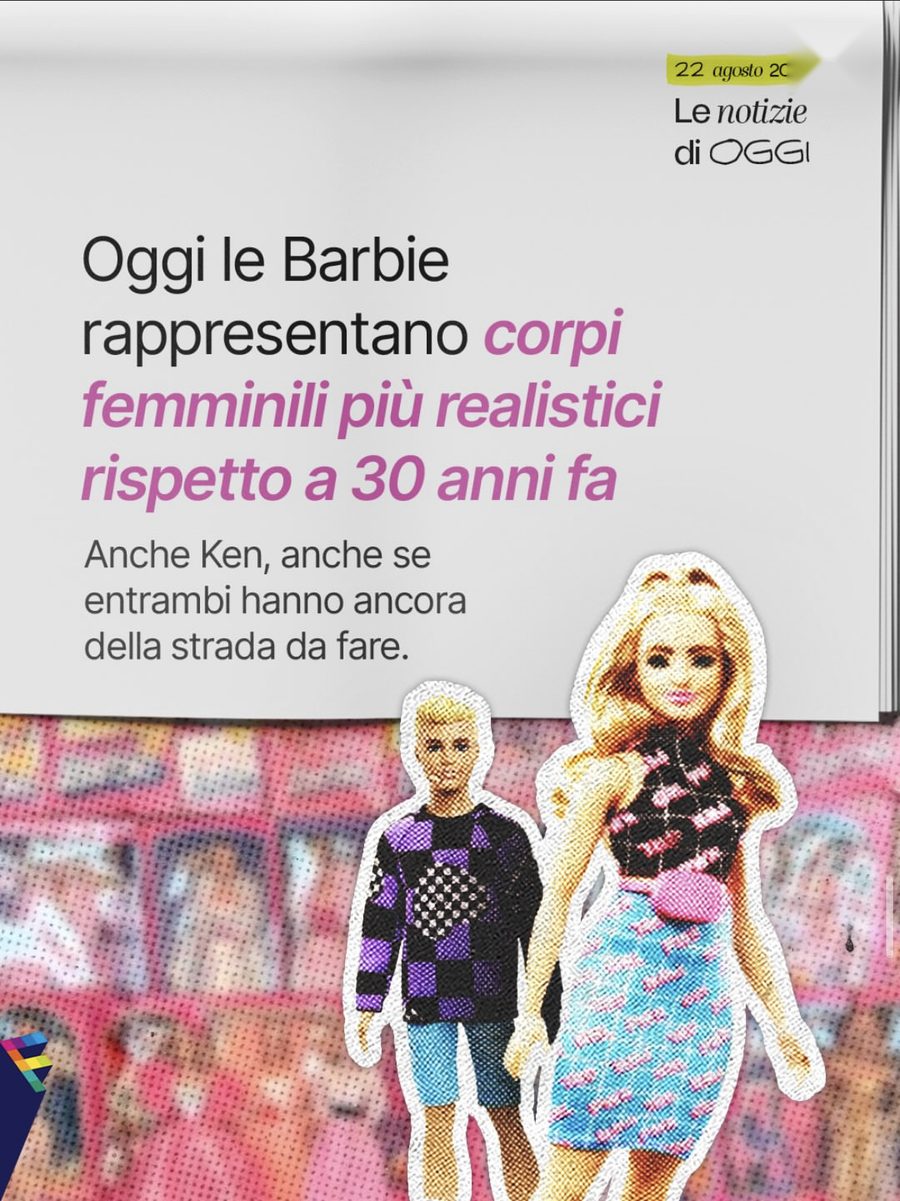 22 agosto
Le notizie
di OGGI
Oggi le Barbie
rappresentano corpi
femminili più realistici
rispetto a 30 anni fa
Anche Ken, anche se
entrambi hanno ancora
della strada da fare.